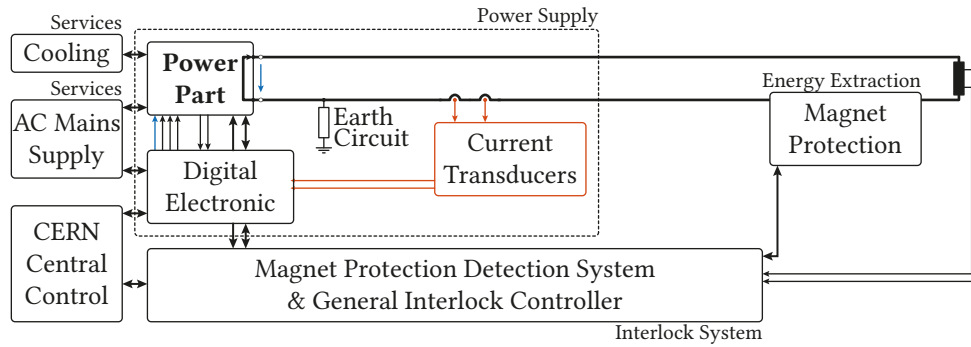 Services
Cooling
Services
AC Mains
Supply
CERN
Central
Control
Power Supply
Power
Part
Digital
Electronic
Earth
Circuit
Current
Transducers
Energy Extraction
Magnet
Protection
Magnet Protection Detection System
& General Interlock Controller
Interlock System